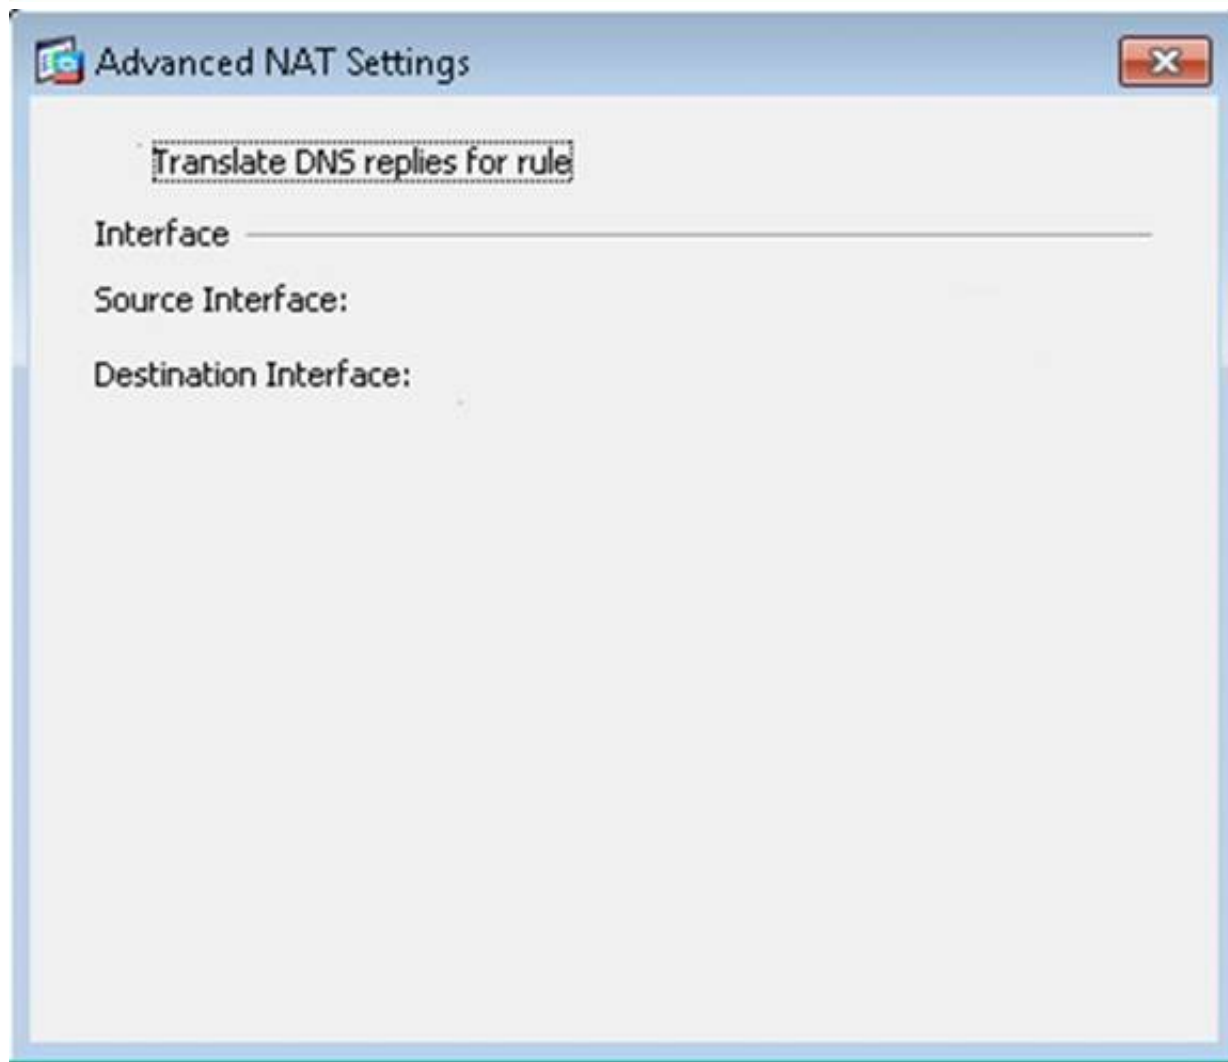 Advanced NAT Settings
Translate DNS replies for rule
Interface
Source Interface:
Destination Interface: